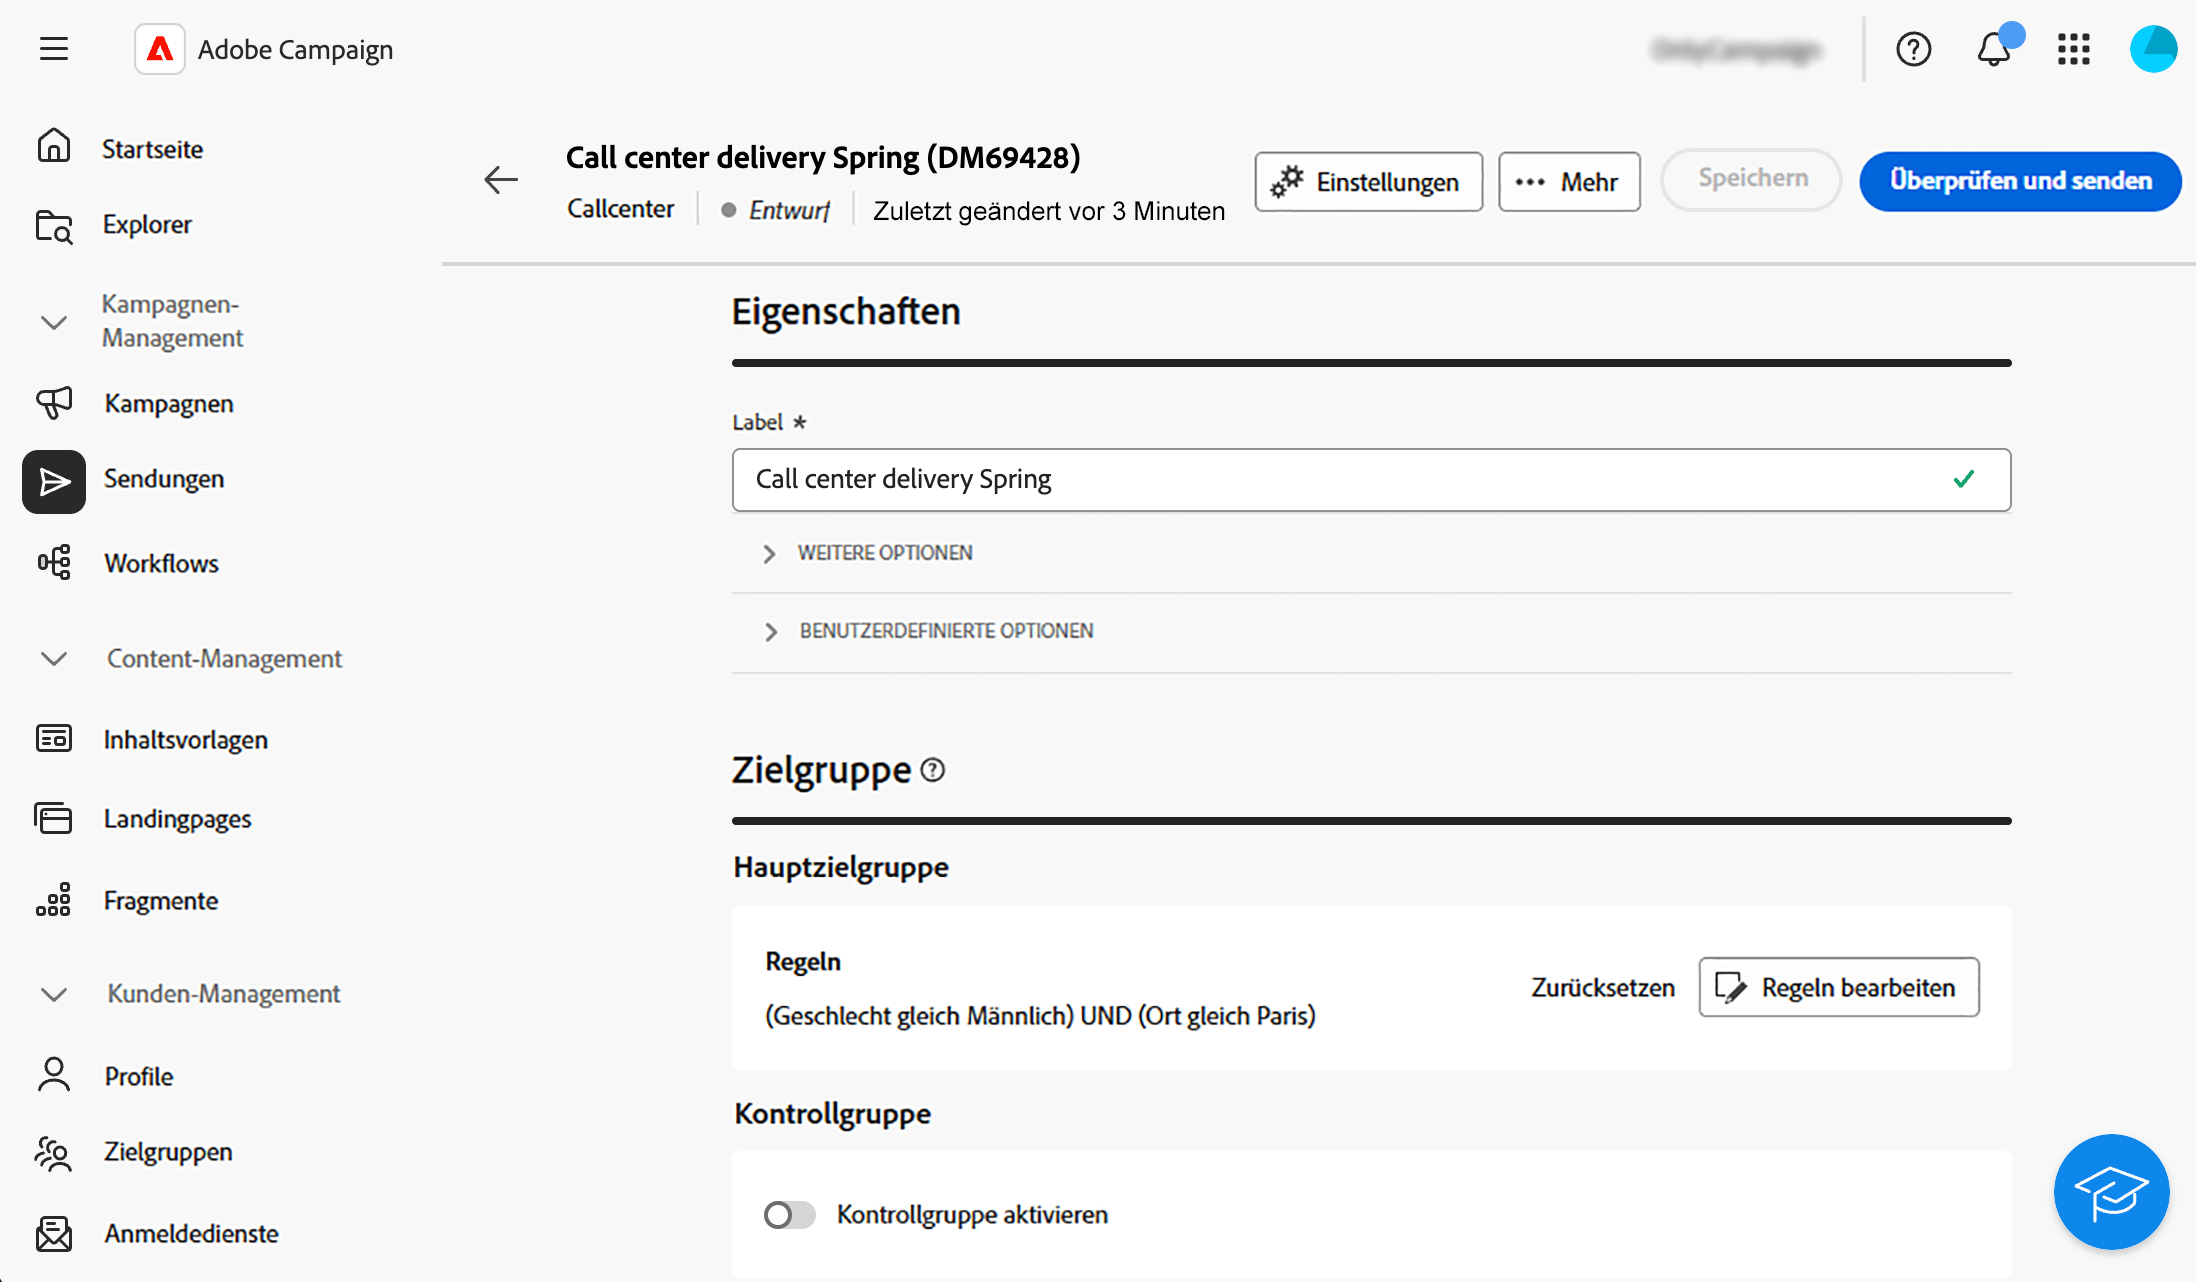 Adobe Campaign
Startseite
Explorer
Kampagnen-
Management
Kampagnen
Sendungen
Workflows
Content-Management
Inhaltsvorlagen
Landingpages
Fragmente
Kunden-Management
Profile
Zielgruppen
Anmeldedienste
Call center delivery Spring (DM69428)
Callcenter Entwurf Zuletzt geändert vor 3 Minuten
Einstellungen
Mehr
Speichern
Überprüfen und senden
Eigenschaften
Label *
Call center delivery Spring
WEITERE OPTIONEN
BENUTZERDEFINIERTE OPTIONEN
Zielgruppe
Hauptzielgruppe
Regeln
(Geschlecht gleich Männlich) UND (Ort gleich Paris)
Zurücksetzen
Regeln bearbeiten
Kontrollgruppe
Kontrollgruppe aktivieren